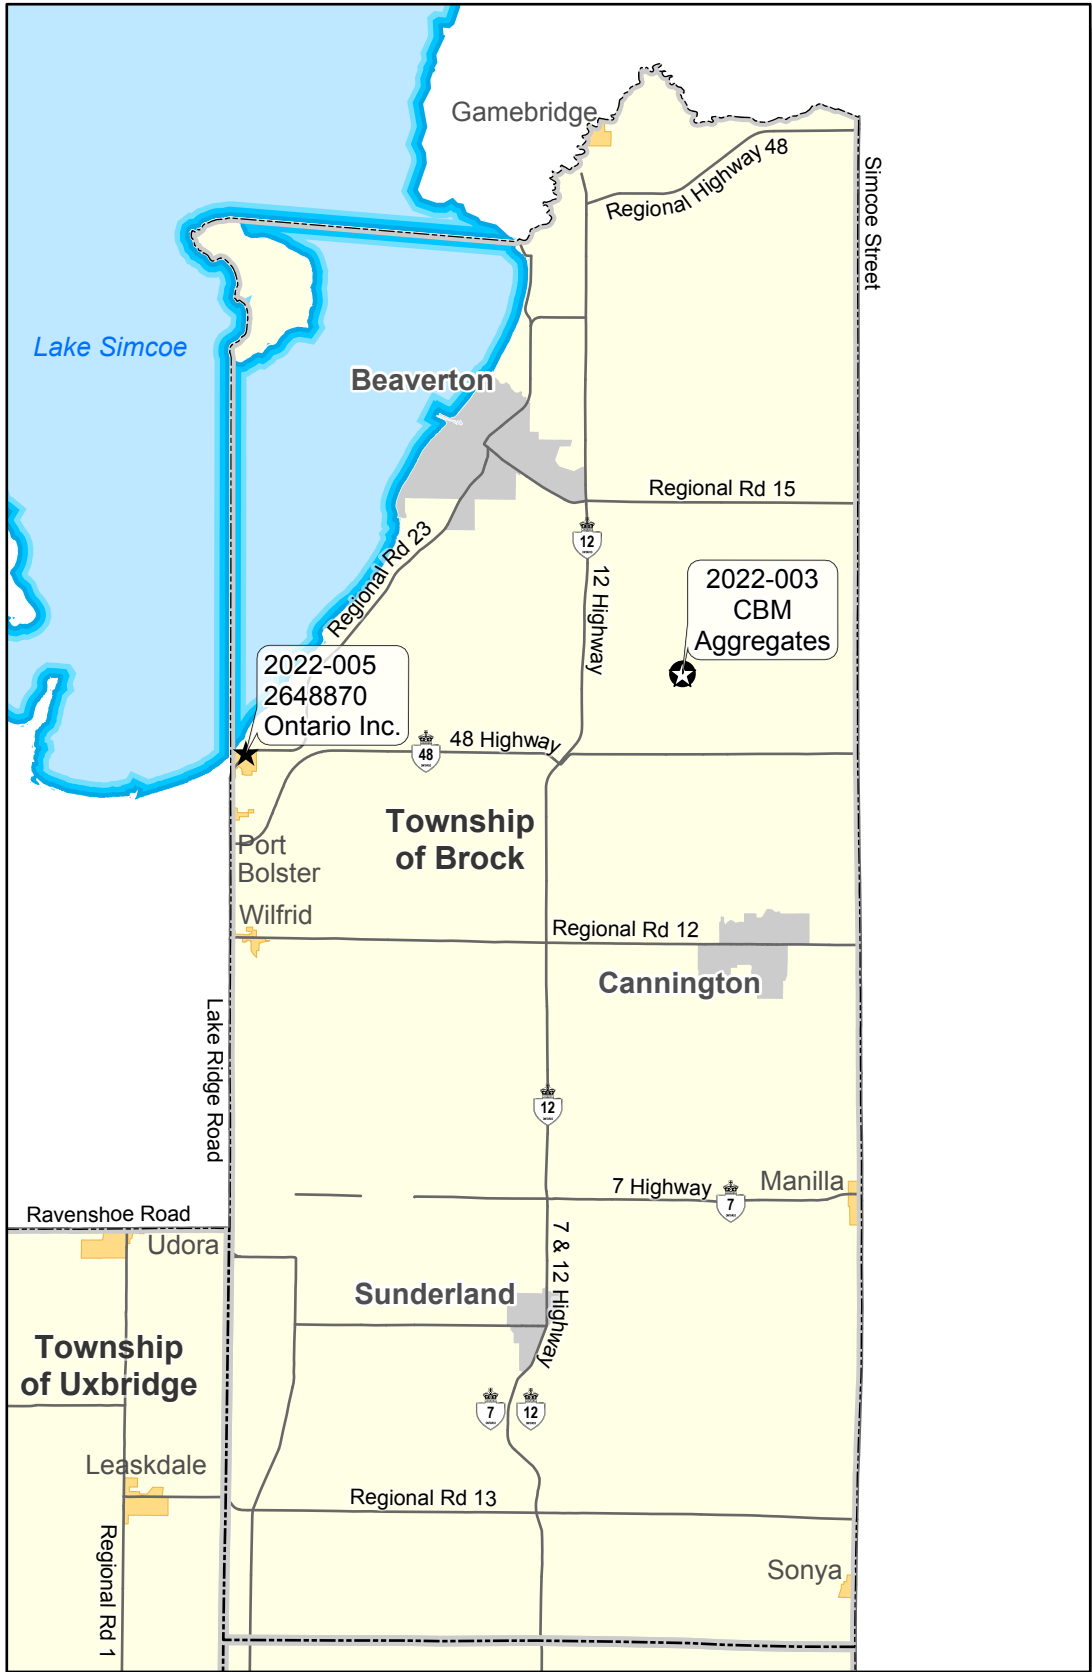 Gamebridge
Regional Highway 48
Simcoe Street
Lake Simcoe
Beaverton
Regional Rd 15
Regional Rd 23
12
12 Highway
2022-003
CBM
Aggregates
2022-005
2648870
Ontario Inc.
48 Highway
48
Township
of Brock
Port
Bolster
Wilfrid
Regional Rd 12
Cannington
Lake Ridge Road
12
7 Highway
7
Manilla
Ravenshoe Road
Udora
7 & 12 Highway
Sunderland
Township
of Uxbridge
7
12
Leaskdale
Regional Rd 13
Regional Rd 1
Sonya